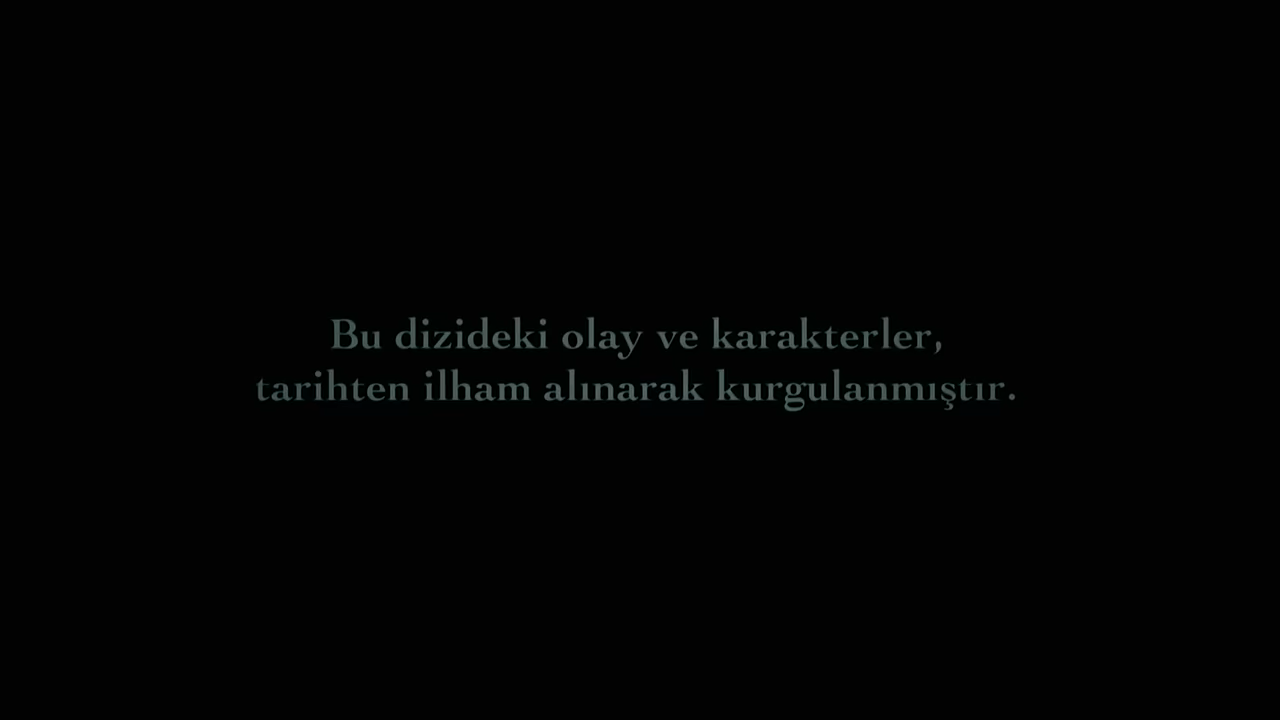 Bu dizideki olay ve karakterler,
tarihten ilham alınarak kurgulanmıştır.